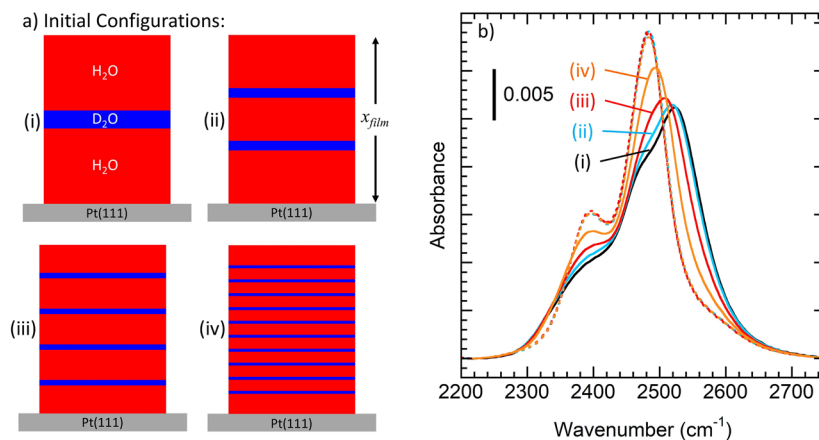 a) Initial Configurations:
H₂O
(i)
D₂O
H₂O
Pt(111)
(ii)
x_film
Pt(111)
(iii)
Pt(111)
(iv)
Pt(111)
b)
0.005
(iv)
(iii)
(ii)
(i)
Absorbance
2200 2300 2400 2500 2600 2700
Wavenumber (cm⁻¹)